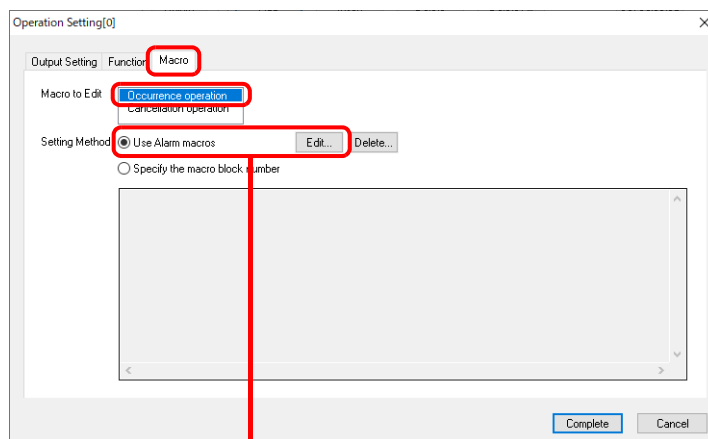 Operation Setting[0]
Output Setting Function Macro
Macro to Edit Occurrence operation
Cancellation operation
Setting Method Use Alarm macros Edit... Delete...
Specify the macro block number
Complete Cancel